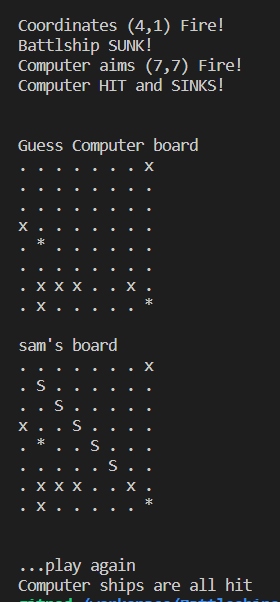 Coordinates (4,1) Fire!
Battlship SUNK!
Computer aims (7,7) Fire!
Computer HIT and SINKS!
Guess Computer board
. . . . . . . x
. . . . . . . .
. . . . . . . .
x . . . . . . .
. * . . . . . .
. . . . . . . .
. x x x . . x .
. x . . . . . *
sam's board
. . . . . . . x
. S . . . . . .
. . S . . . . .
x . . S . . . .
. * . . S . . .
. . . . . S . .
. x x x . . x .
. x . . . . . *
...play again
Computer ships are all hit